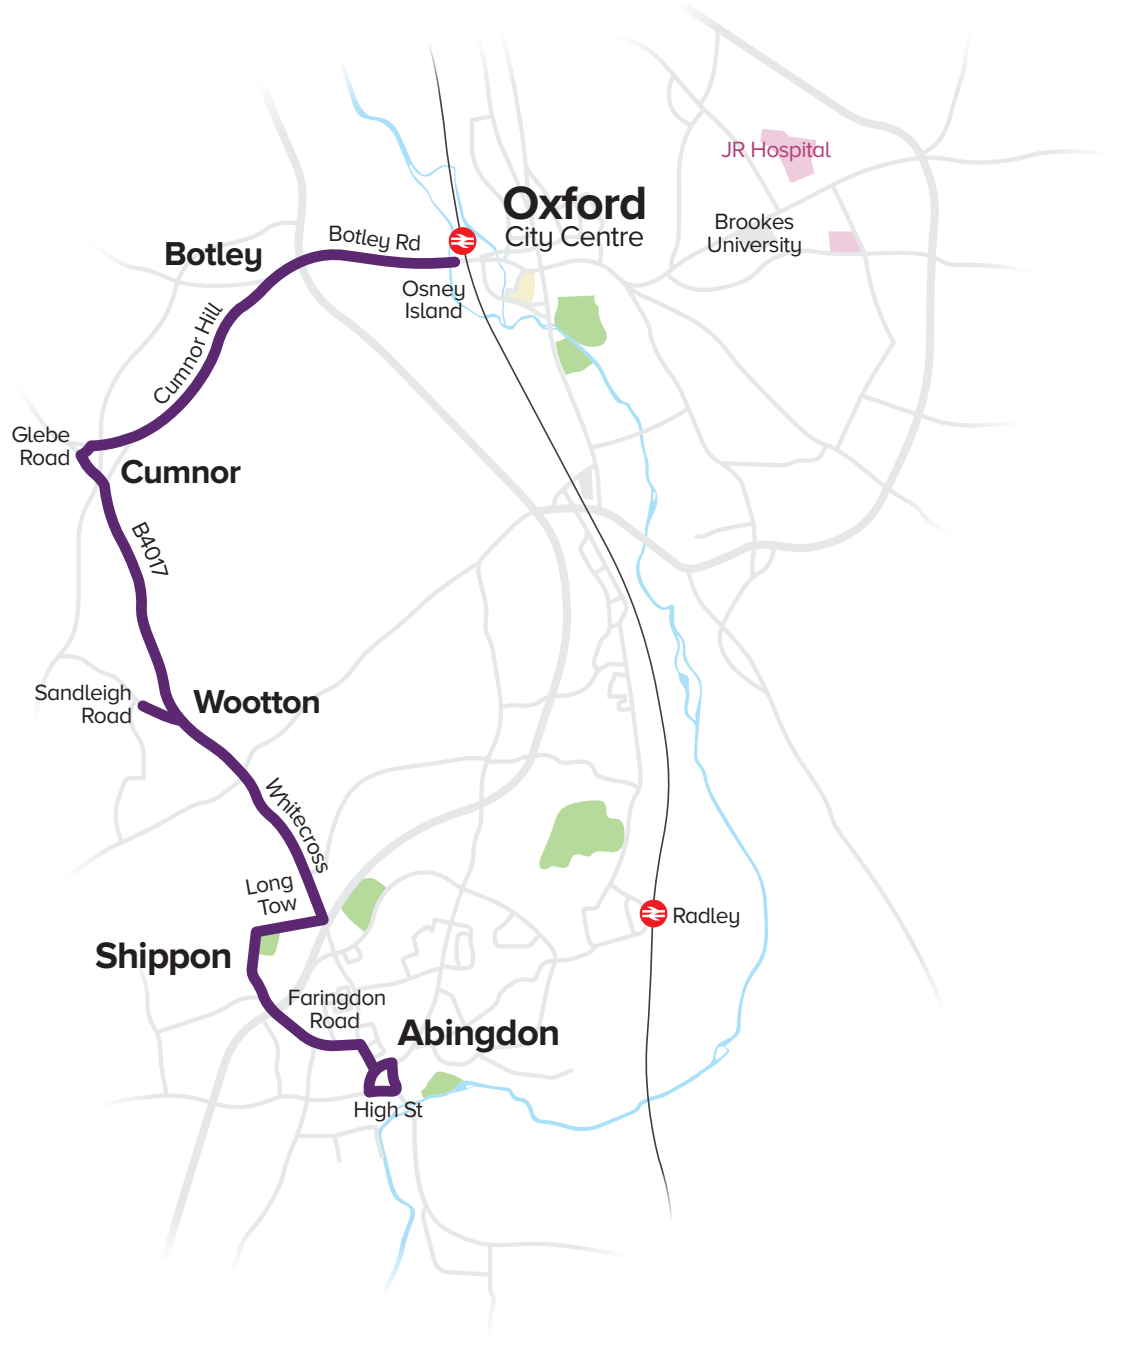 JR Hospital
Oxford
City Centre
Brookes
University
Botley Rd
Botley
Osney
Island
Cumnor Hill
Glebe
Road
Cumnor
B4017
Sandleigh
Road
Wootton
Whitecross
Long
Tow
Radley
Shippon
Faringdon
Road
Abingdon
High St